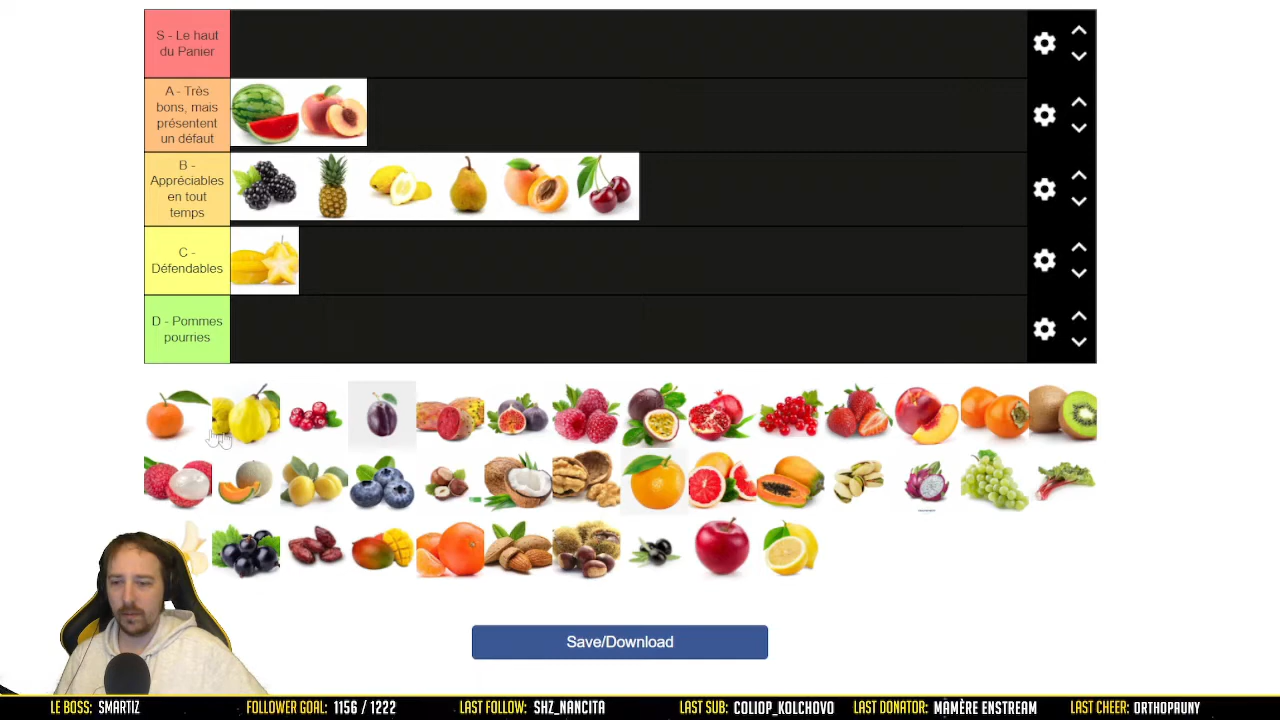 S - Le haut
du Panier
A - Très
bons, mais
présentent
un défaut
B -
Appréciables
en tout
temps
C -
Défendables
D - Pommes
pourries
Save/Download
LE BOSS: SMARTIZ
FOLLOWER GOAL: 1156 / 1222
LAST FOLLOW: SHZ_NANCITA
LAST SUB: COLIOP_KOLCHOVO
LAST DONATOR: MAMÈRE ENSTREAM
LAST CHEER: ORTHOPAUNY